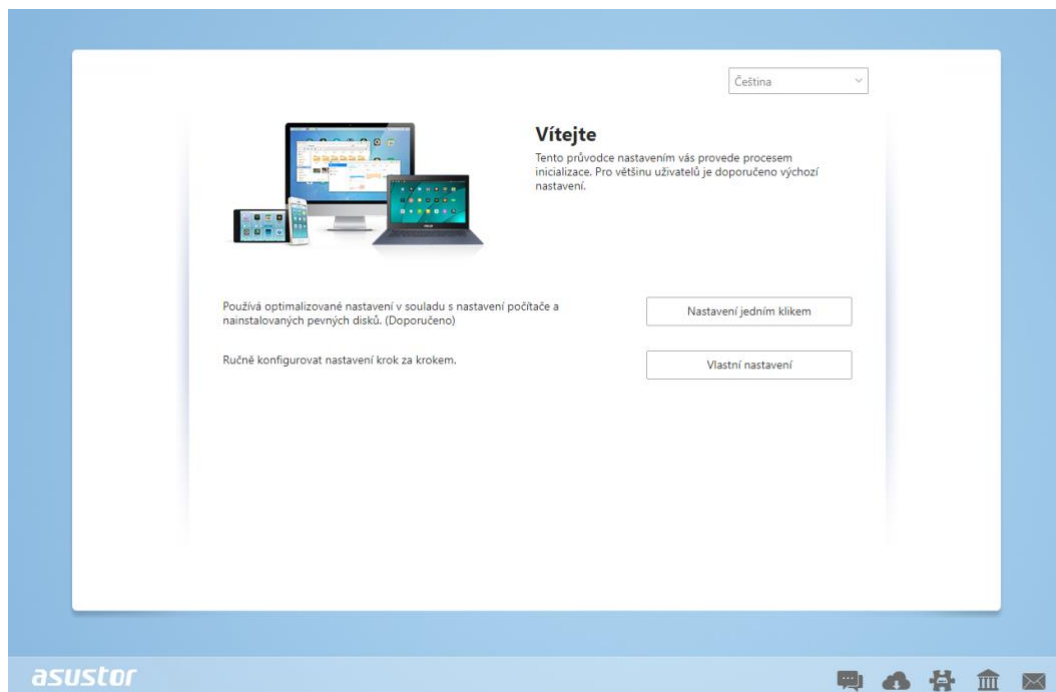 Čeština
Vítejte
Tento průvodce nastavením vás provede procesem
inicializace. Pro většinu uživatelů je doporučeno výchozí
nastavení.
Používá optimalizované nastavení v souladu s nastavení počítače a
nainstalovaných pevných disků. (Doporučeno)
Nastavení jedním klikem
Ručně konfigurovat nastavení krok za krokem.
Vlastní nastavení
asustor